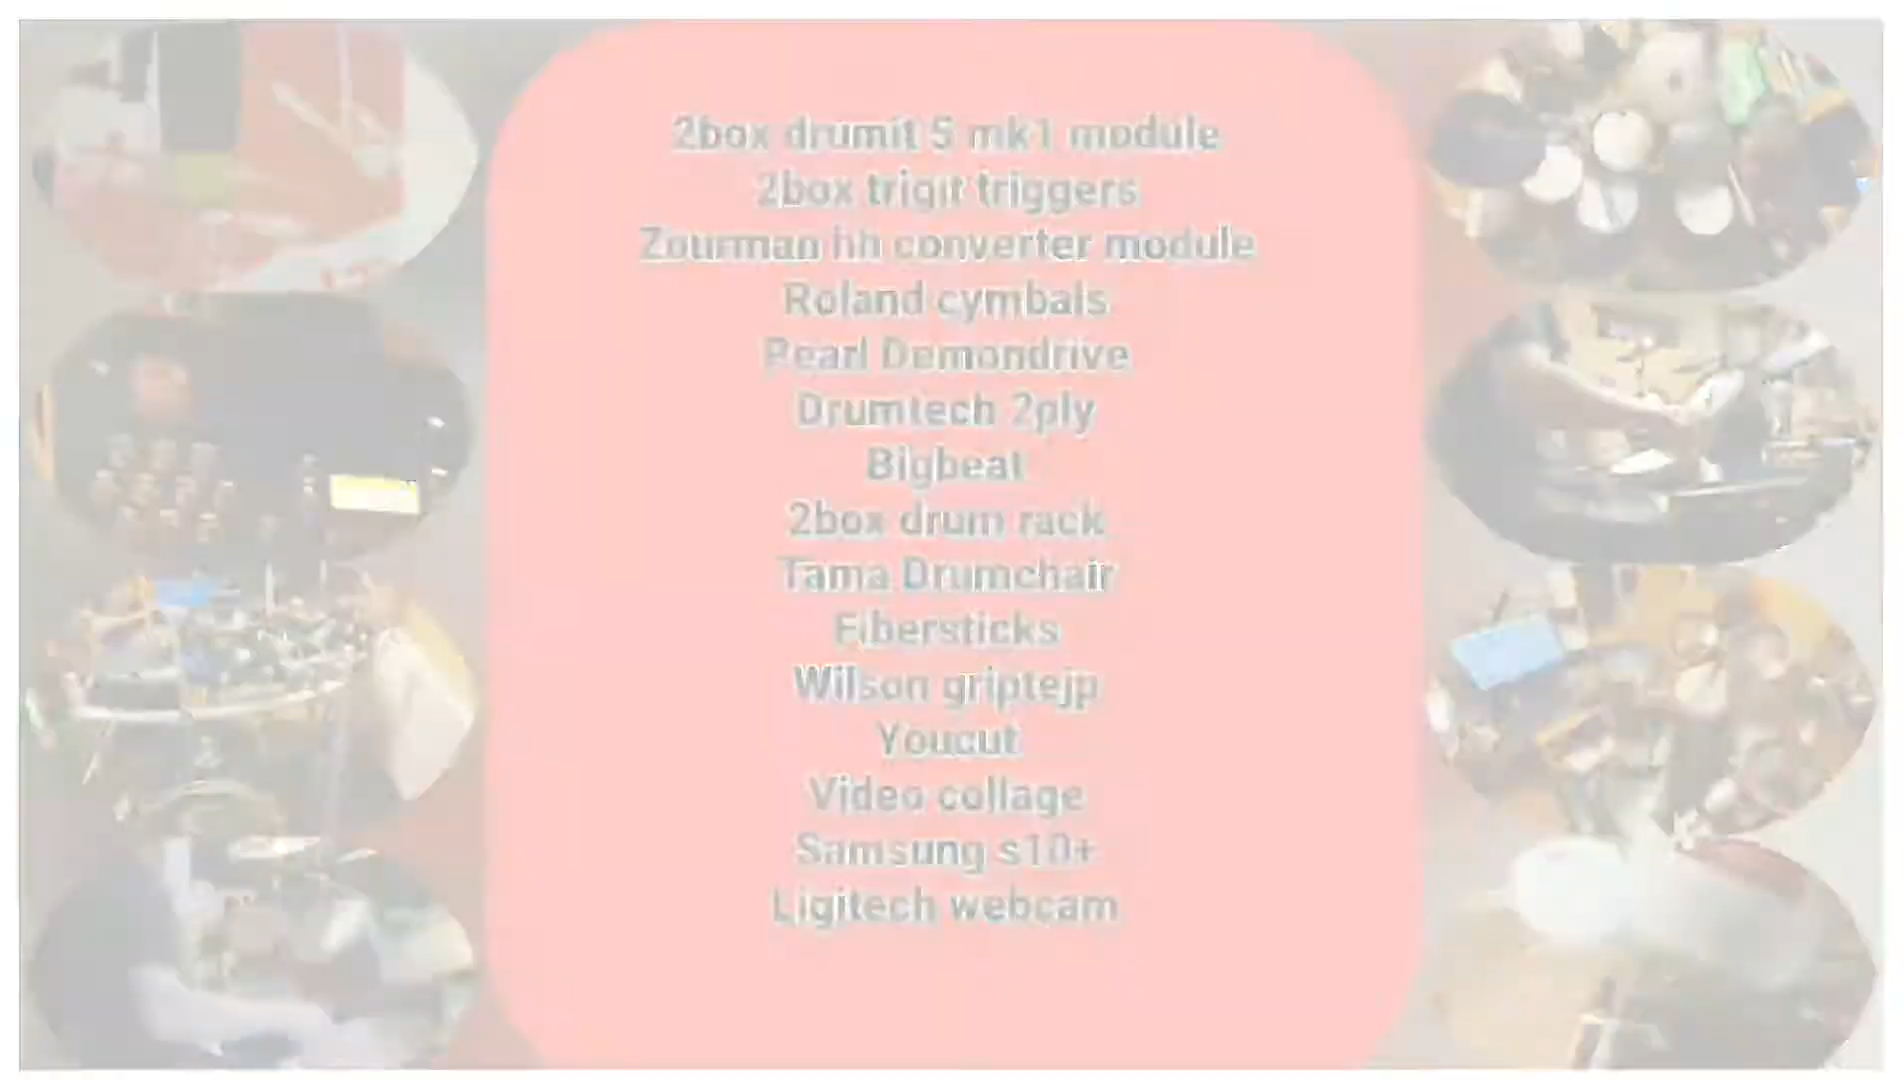 2box drumit 5 mk1 module
2box trigit triggers
Zourman hh converter module
Roland cymbals
Pearl Demondrive
Drumtech 2ply
Bigbeat
2box drum rack
Tama Drumchair
Fibersticks
Wilson griptejp
Youcut
Video collage
Samsung s10+
Ligitech webcam